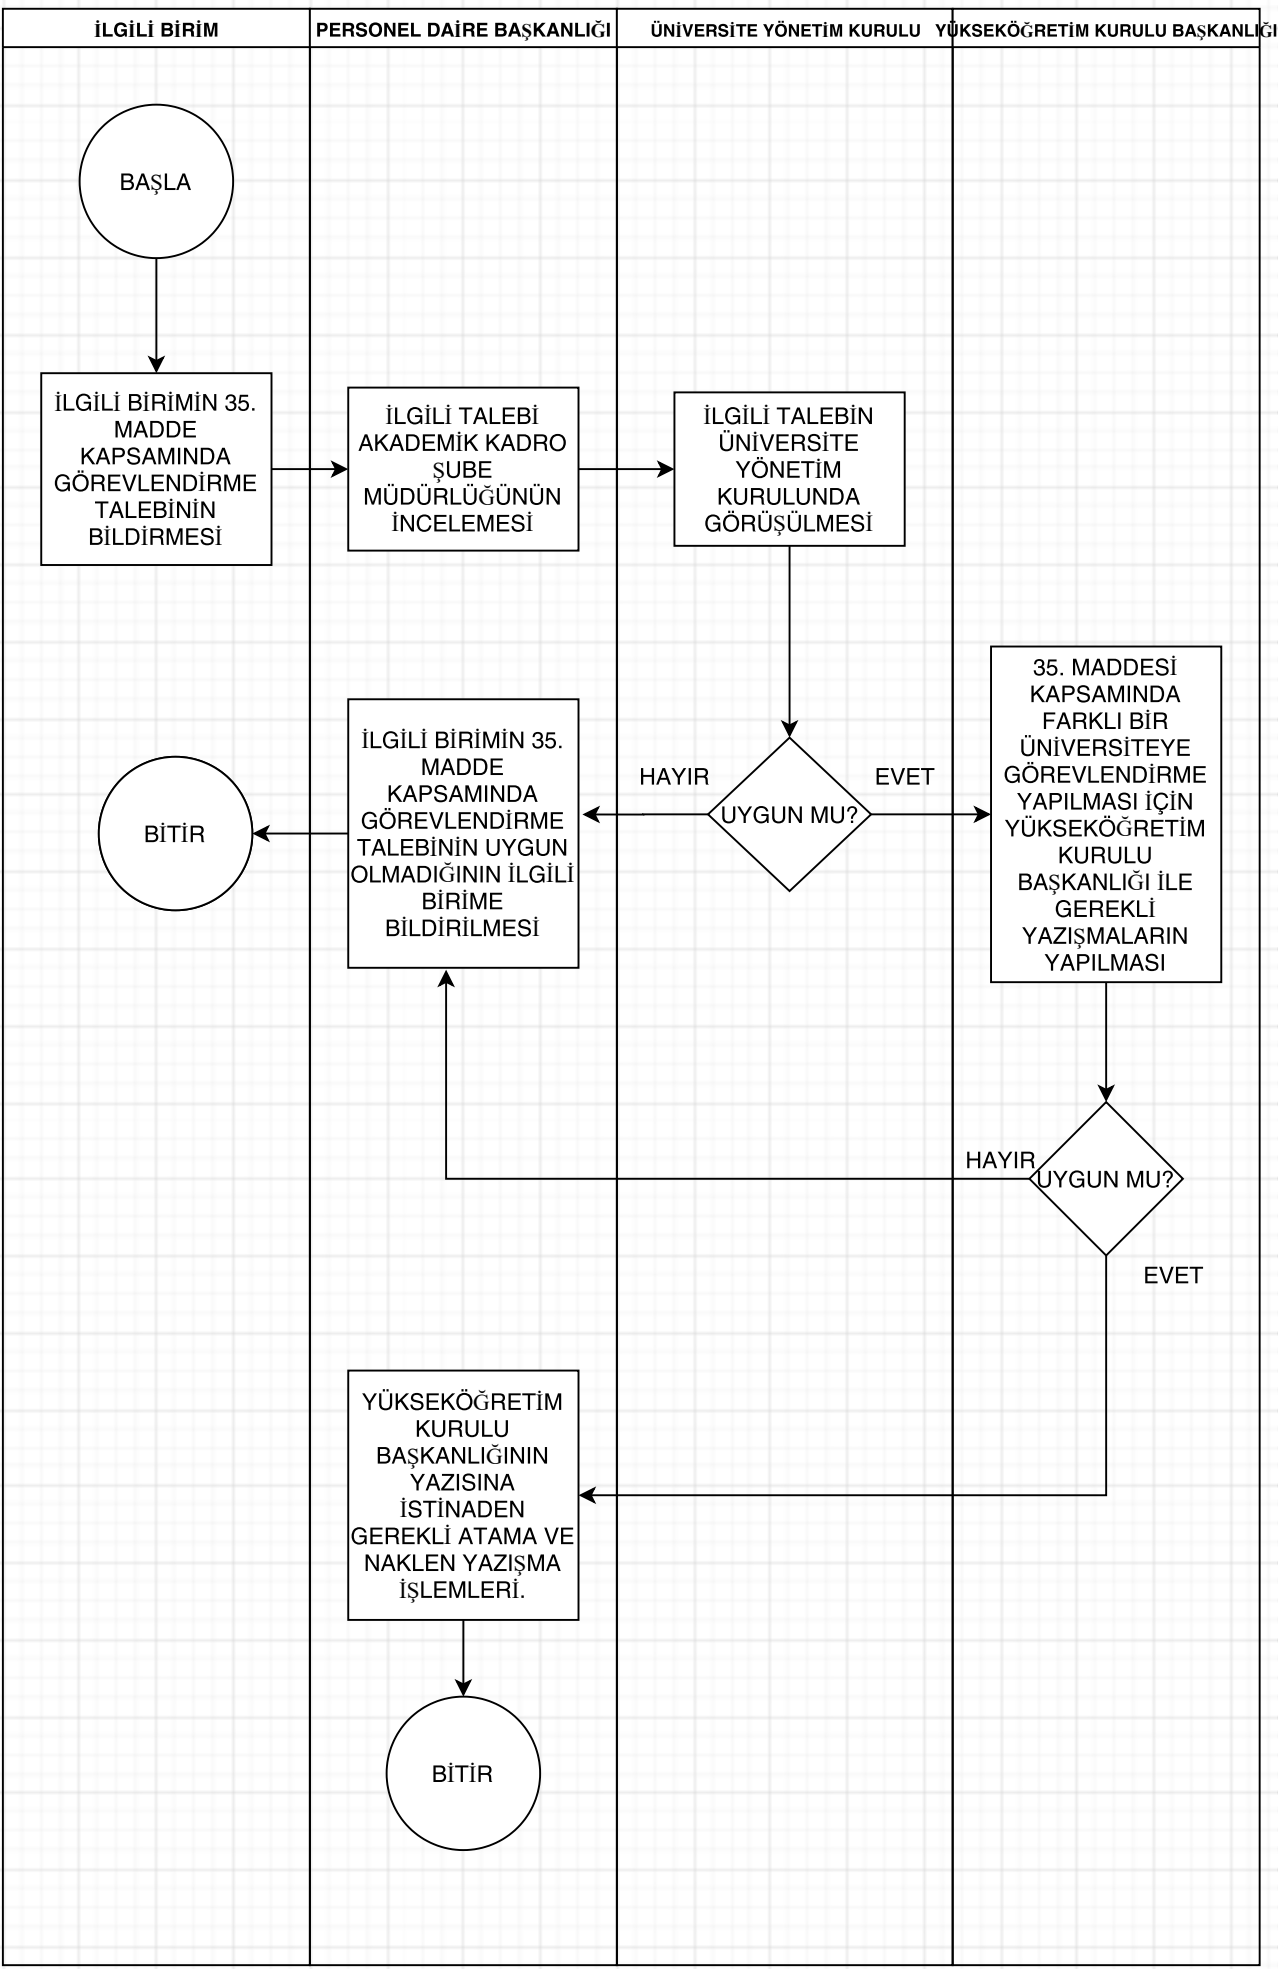 İLGİLİ BİRİM
PERSONEL DAİRE BAŞKANLIĞI
ÜNİVERSİTE YÖNETİM KURULU
YÜKSEKÖĞRETİM KURULU BAŞKANLIĞI
BAŞLA
İLGİLİ BİRİMİN 35.
MADDE
KAPSAMINDA
GÖREVLENDİRME
TALEBİNİN
BİLDİRMESİ
İLGİLİ TALEBİ
AKADEMİK KADRO
ŞUBE
MÜDÜRLÜĞÜNÜN
İNCELEMESİ
İLGİLİ TALEBİN
ÜNİVERSİTE
YÖNETİM
KURULUNDA
GÖRÜŞÜLMESİ
35. MADDESİ
KAPSAMINDA
FARKLI BİR
ÜNİVERSİTEYE
GÖREVLENDİRME
YAPILMASI İÇİN
YÜKSEKÖĞRETİM
KURULU
BAŞKANLIĞI İLE
GEREKLİ
YAZIŞMALARIN
YAPILMASI
HAYIR
UYGUN MU?
EVET
İLGİLİ BİRİMİN 35.
MADDE
KAPSAMINDA
GÖREVLENDİRME
TALEBİNİN UYGUN
OLMADIĞININ İLGİLİ
BİRİME
BİLDİRİLMESİ
BİTİR
HAYIR
UYGUN MU?
EVET
YÜKSEKÖĞRETİM
KURULU
BAŞKANLIĞININ
YAZISINA
İSTİNADEN
GEREKLİ ATAMA VE
NAKLEN YAZIŞMA
İŞLEMLERİ.
BİTİR